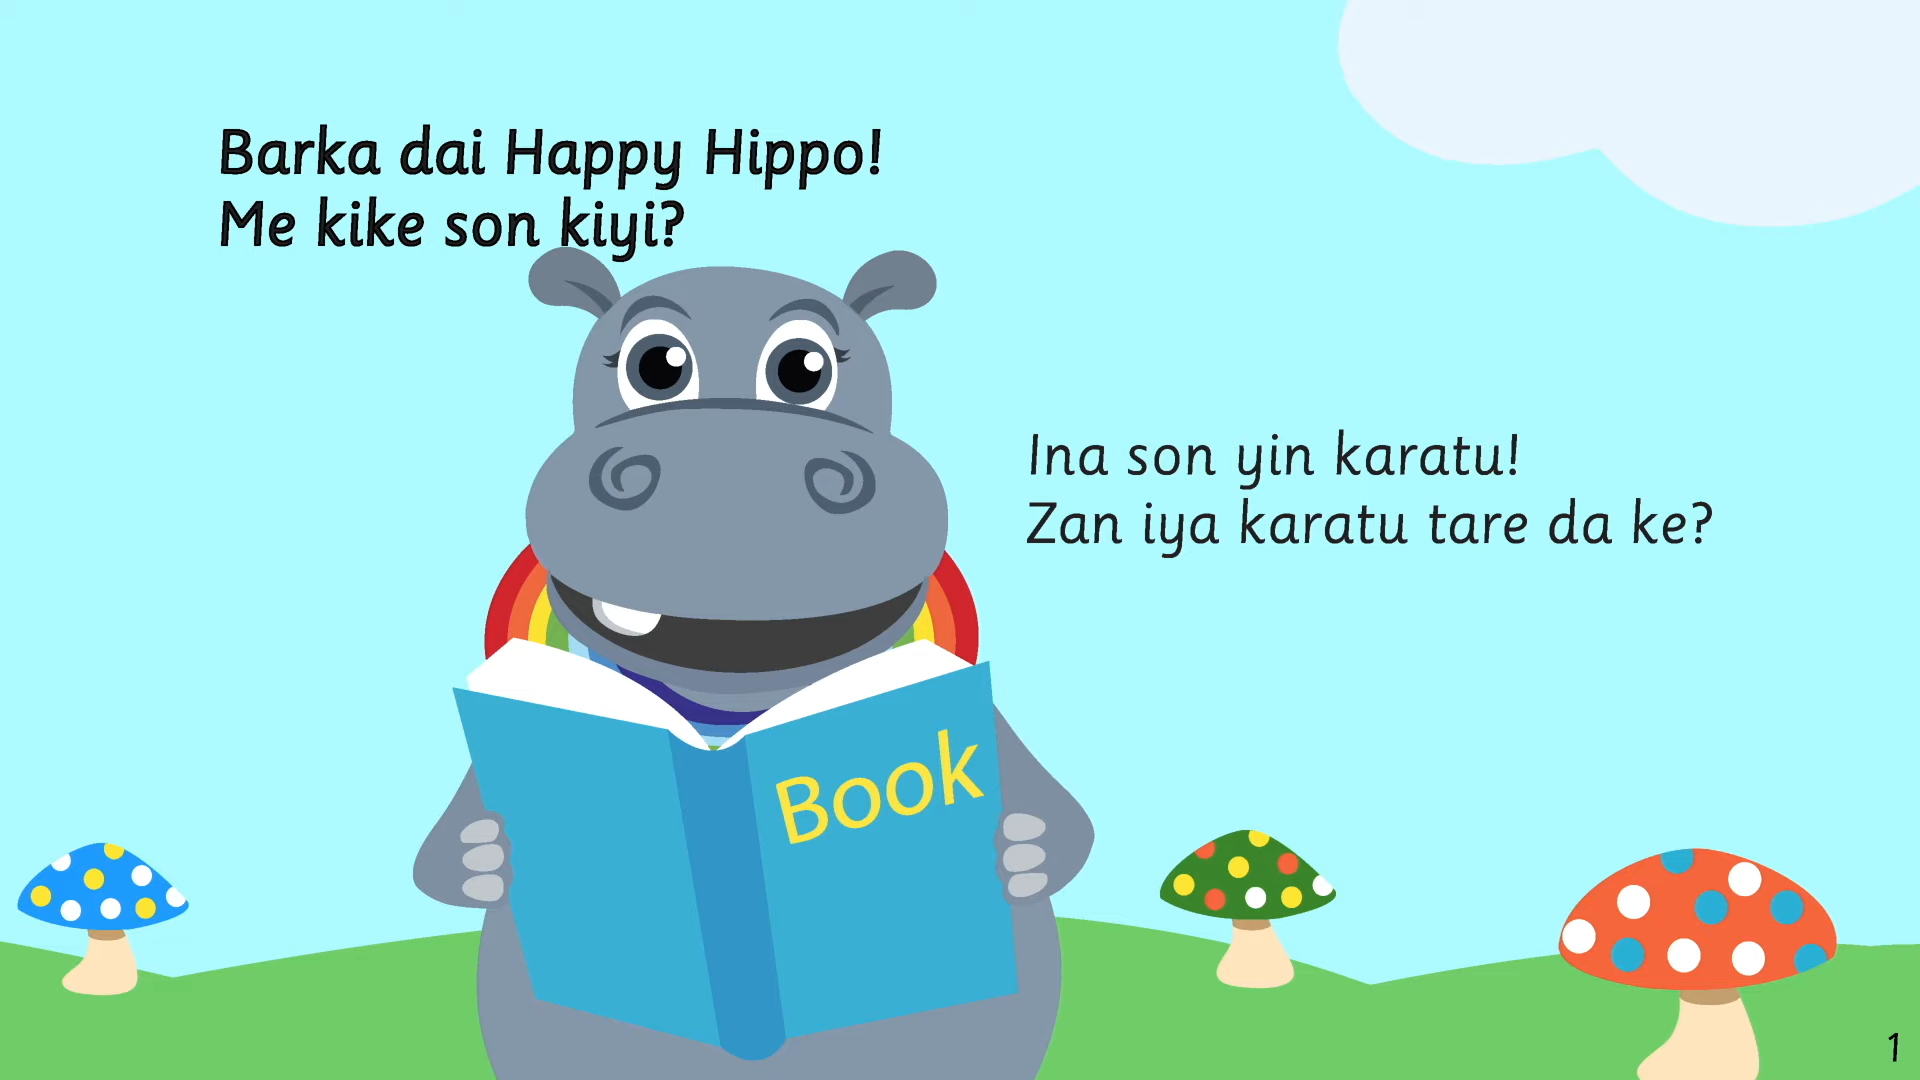 Barka dai Happy Hippo!
Me kike son kiyi?
Ina son yin karatu!
Zan iya karatu tare da ke?
Book
1